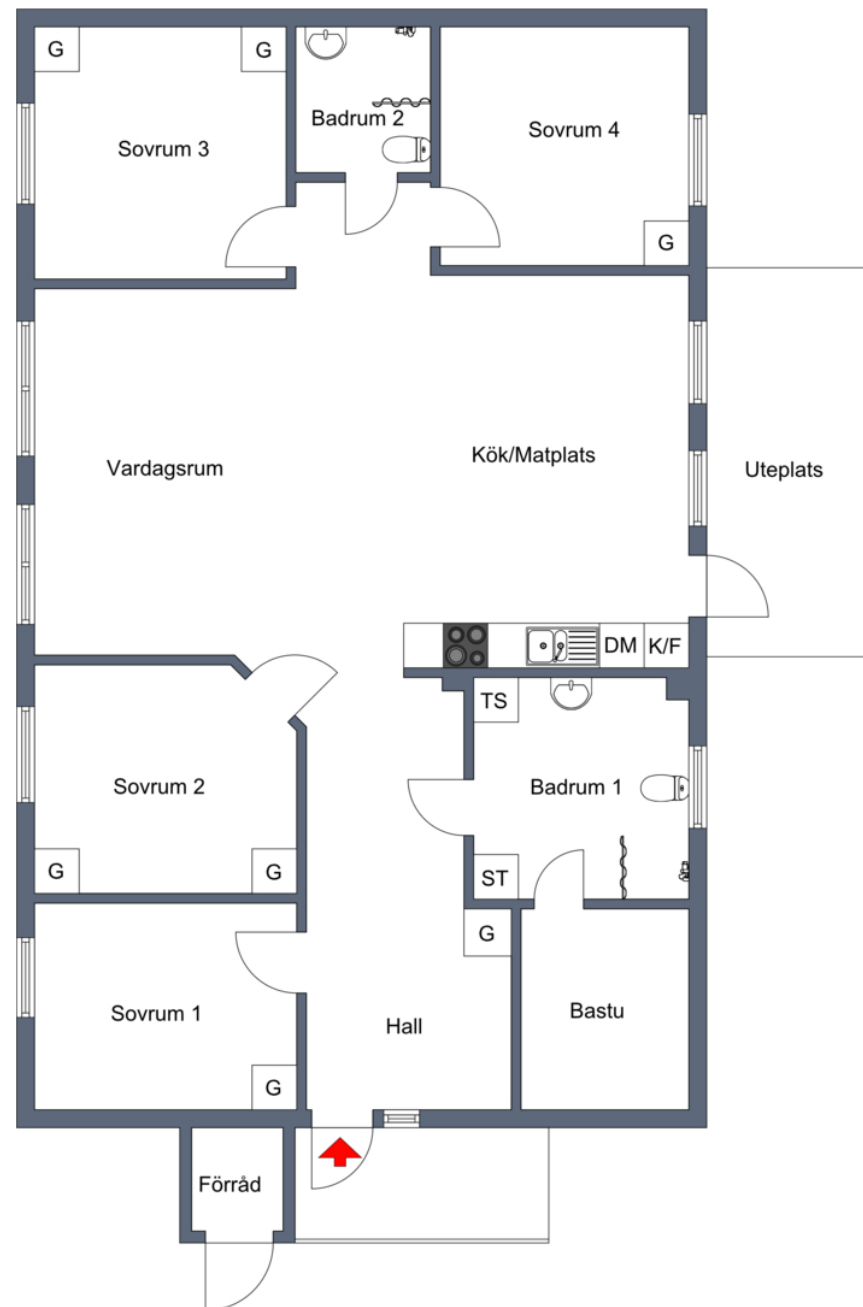 G
G
Badrum 2
Sovrum 3
Sovrum 4
G
Vardagsrum
Kök/Matplats
Uteplats
DM
K/F
TS
Sovrum 2
Badrum 1
G
G
ST
G
Sovrum 1
Hall
Bastu
G
Förråd